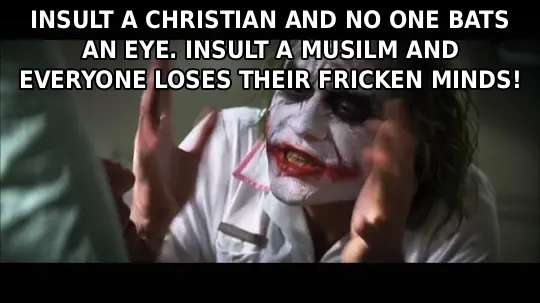 INSULT A CHRISTIAN AND NO ONE BATS
AN EYE. INSULT A MUSILM AND
EVERYONE LOSES THEIR FRICKEN MINDS!